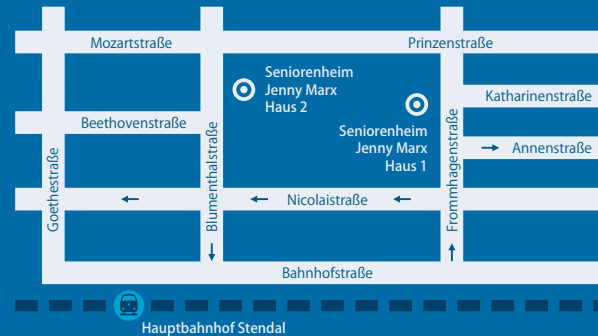 Mozartstraße
Prinzenstraße
Seniorenheim
Jenny Marx
Haus 2
Katharinenstraße
Beethovenstraße
Seniorenheim
Jenny Marx
Haus 1
Annenstraße
Goethestraße
Blumenthalstraße
Frommhagenstraße
Nicolaistraße
Bahnhofstraße
Hauptbahnhof Stendal